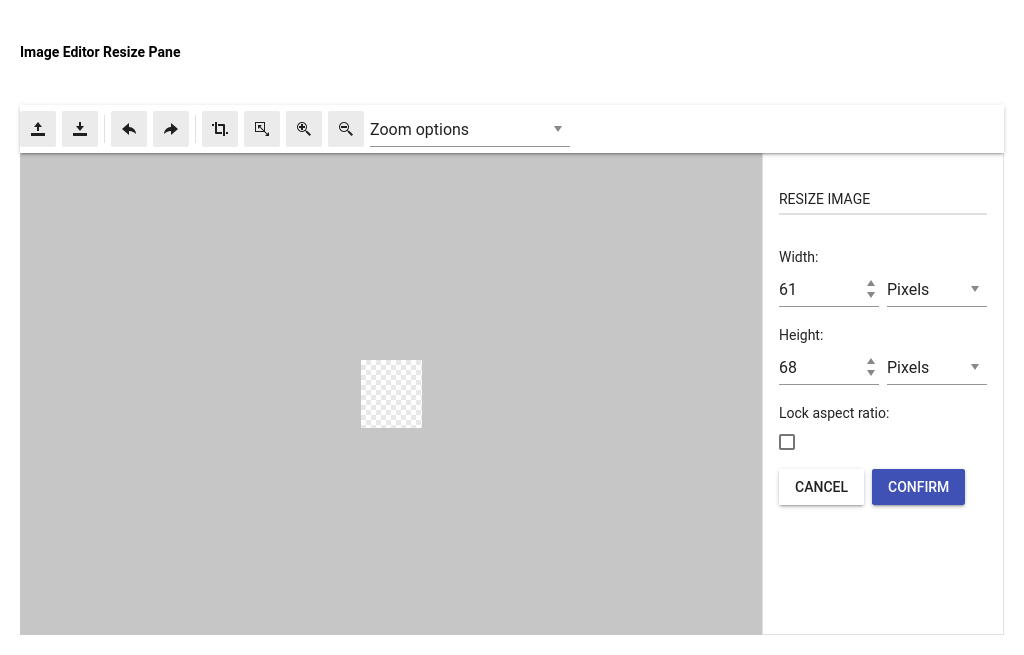 Image Editor Resize Pane
Zoom options
RESIZE IMAGE
Width:
61 Pixels
Height:
68 Pixels
Lock aspect ratio:
CANCEL CONFIRM